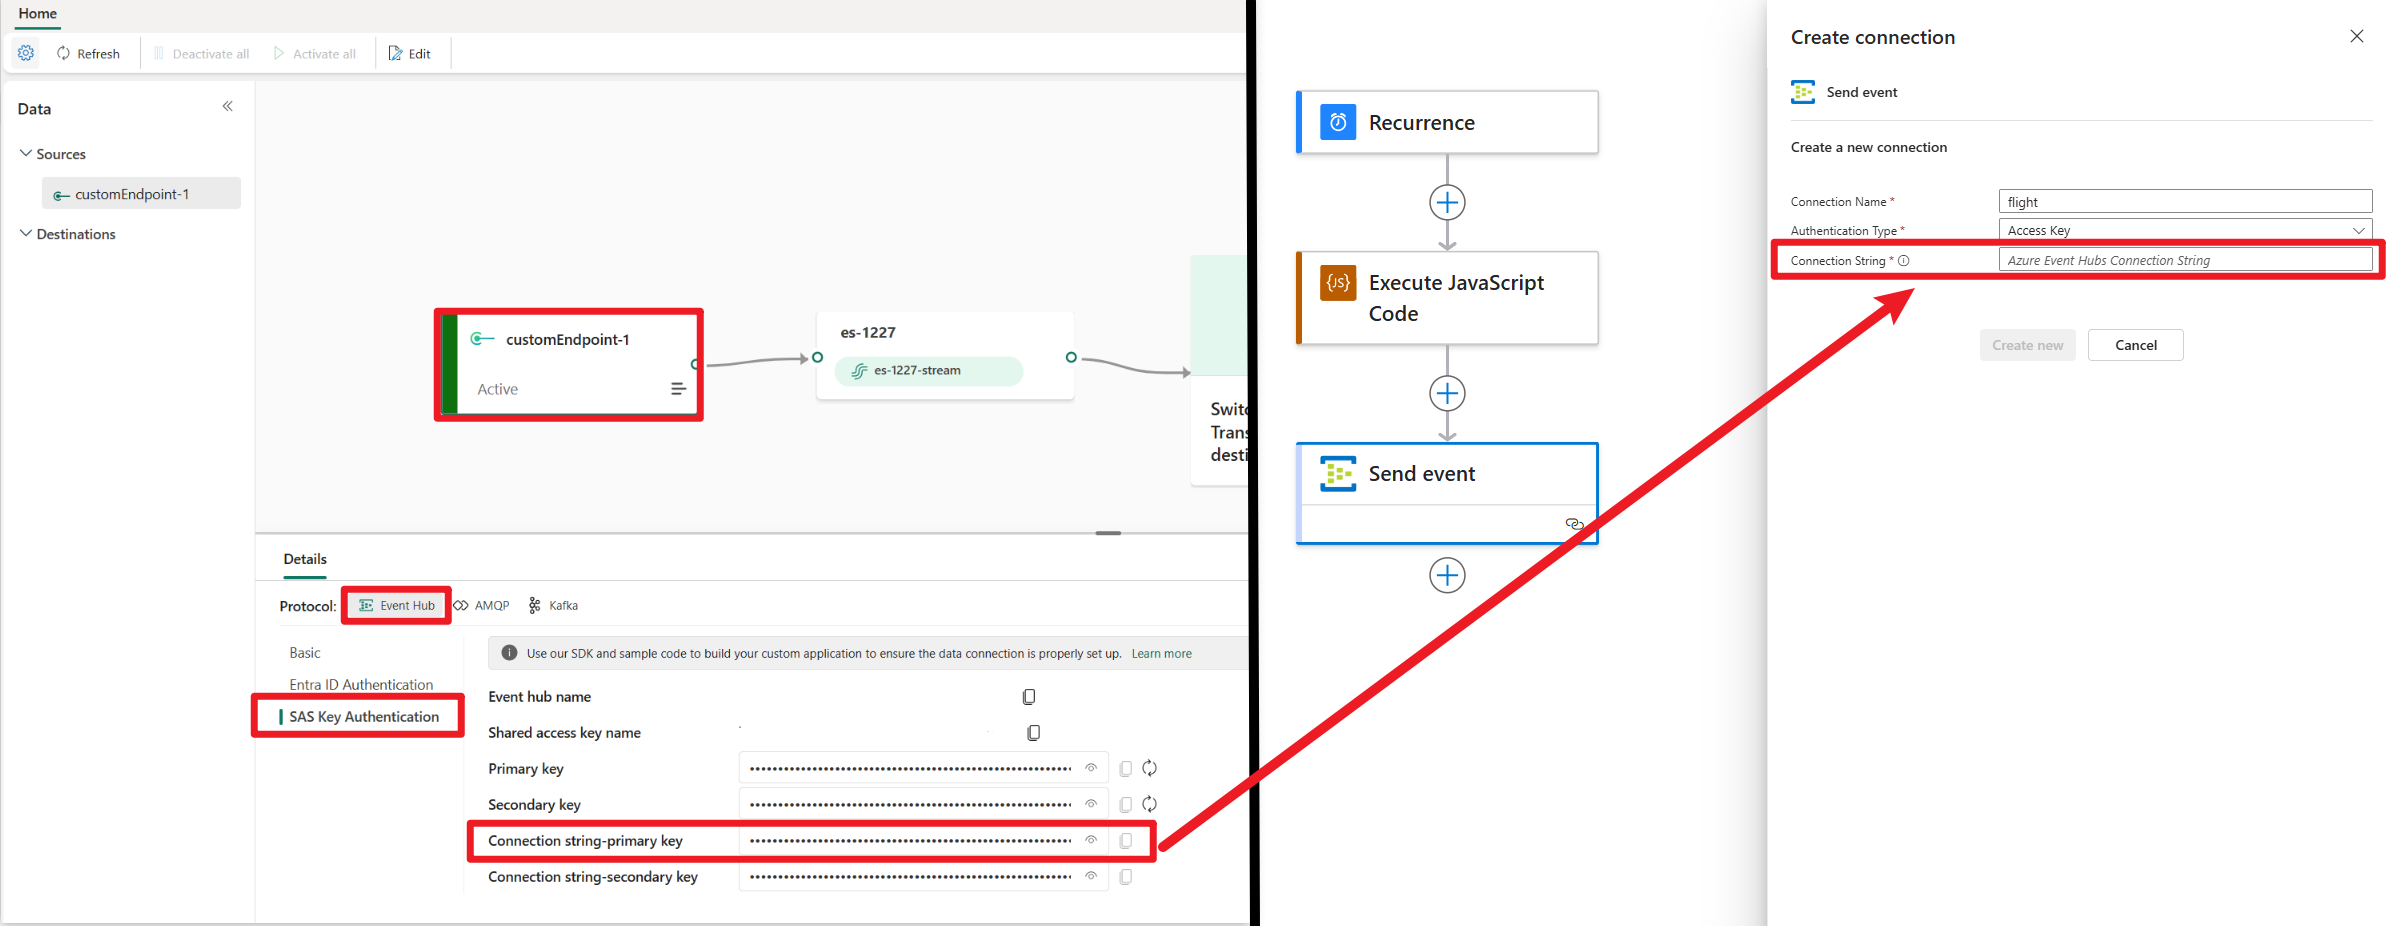 Home
Refresh
Deactivate all
Activate all
Edit
Data
Sources
customEndpoint-1
Destinations
customEndpoint-1
Active
es-1227
es-1227-stream
Details
Protocol:
Event Hub
AMQP
Kafka
Basic
Entra ID Authentication
SAS Key Authentication
Use our SDK and sample code to build your custom application to ensure the data connection is properly set up. Learn more
Event hub name
Shared access key name
Primary key
Secondary key
Connection string-primary key
Connection string-secondary key
Recurrence
{JS}
Execute JavaScript
Code
Send event
Create connection
Send event
Create a new connection
Connection Name *
flight
Authentication Type *
Access Key
Connection String *
Azure Event Hubs Connection String
Create new
Cancel